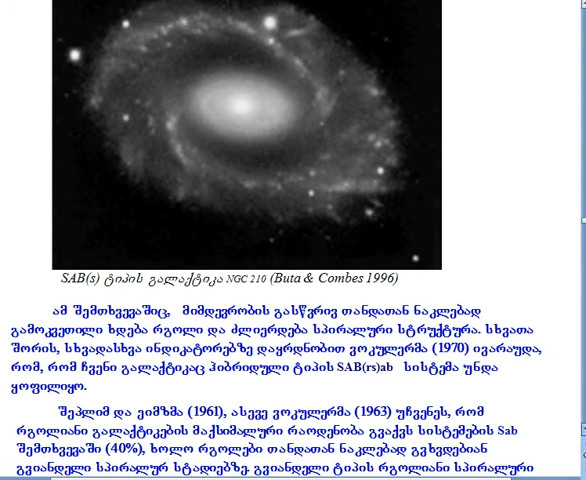 SAB(s) ტიპის გალაქტიკა NGC 210 (Buta & Combes 1996)
ამ შემთხვევაშიც, მიმდევრობის გასწვრივ თანდათან ნაკლებად
გამოკვეთილი ხდება რგოლი და ძლიერდება სპირალური სტრუქტურა. სხვათა
შორის, სხვადასხვა ინდიკატორებზე დაყრდნობით ვოკულერმა (1970) ივარაუდა,
რომ, რომ ჩვენი გალაქტიკაც ჰიბრიდული ტიპის SAB(rs)ab სისტემა უნდა
ყოფილიყო.
შეპლიმ და ვიმზმა (1961), ასევე ვოკულერმა (1963) უჩვენეს, რომ
რგოლიანი გალაქტიკების მაქსიმალური რაოდენობა გვაქვს სისტემების Sab
შემთხვევაში (40%), ხოლო რგოლები თანდათან ნაკლებად გვხვდებიან
გვიანდელი სპირალურ სტადიებზე. გვიანდელი ტიპის რგოლიანი სპირალური